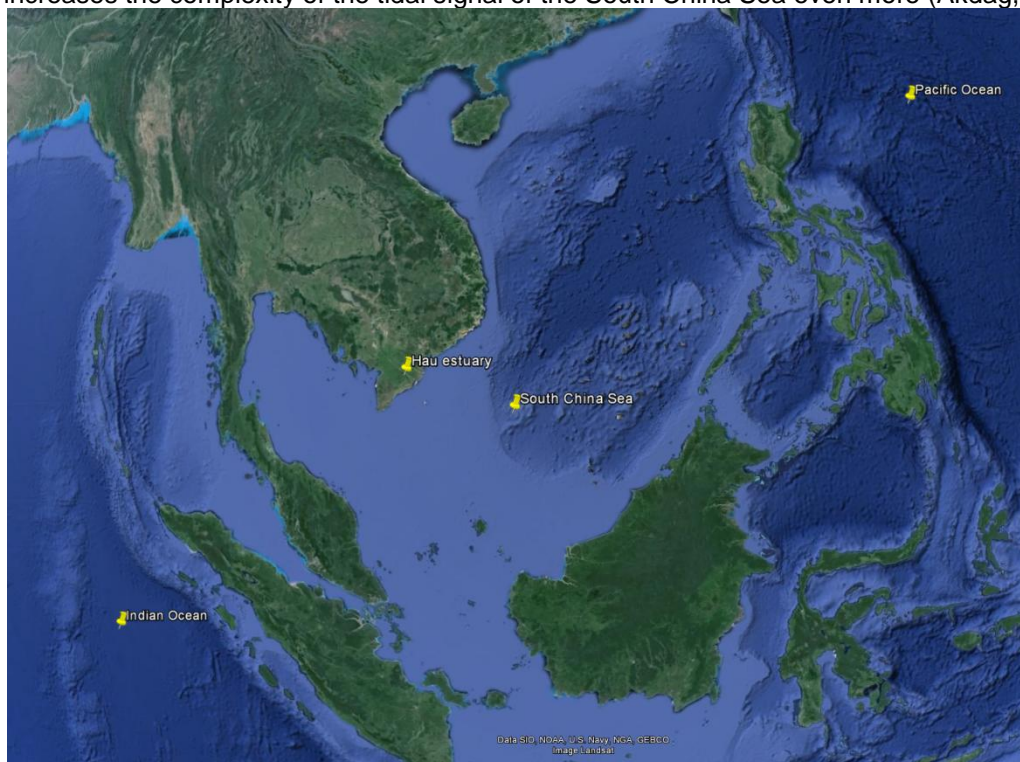 increases the complexity of the tidal signal of the South China Sea even more (Akdag,
Pacific Ocean
Hau estuary
South China Sea
Indian Ocean
Data SIO, NOAA, U.S. Navy, NGA, GEBCO
Image Landsat